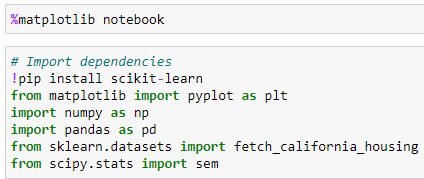 %matplotlib notebook
# Import dependencies
!pip install scikit-learn
from matplotlib import pyplot as plt
import numpy as np
import pandas as pd
from sklearn.datasets import fetch_california_housing
from scipy.stats import sem